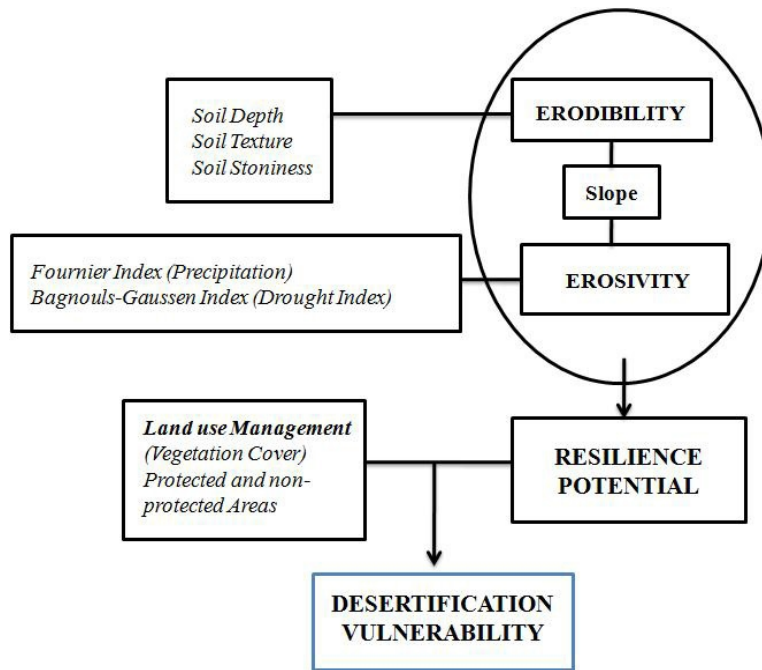 Soil Depth
Soil Texture
Soil Stoniness
ERODIBILITY
Slope
Fournier Index (Precipitation)
Bagnouls-Gaussen Index (Drought Index)
EROSIVITY
Land use Management
(Vegetation Cover)
Protected and non-
protected Areas
RESILIENCE
POTENTIAL
DESERTIFICATION
VULNERABILITY